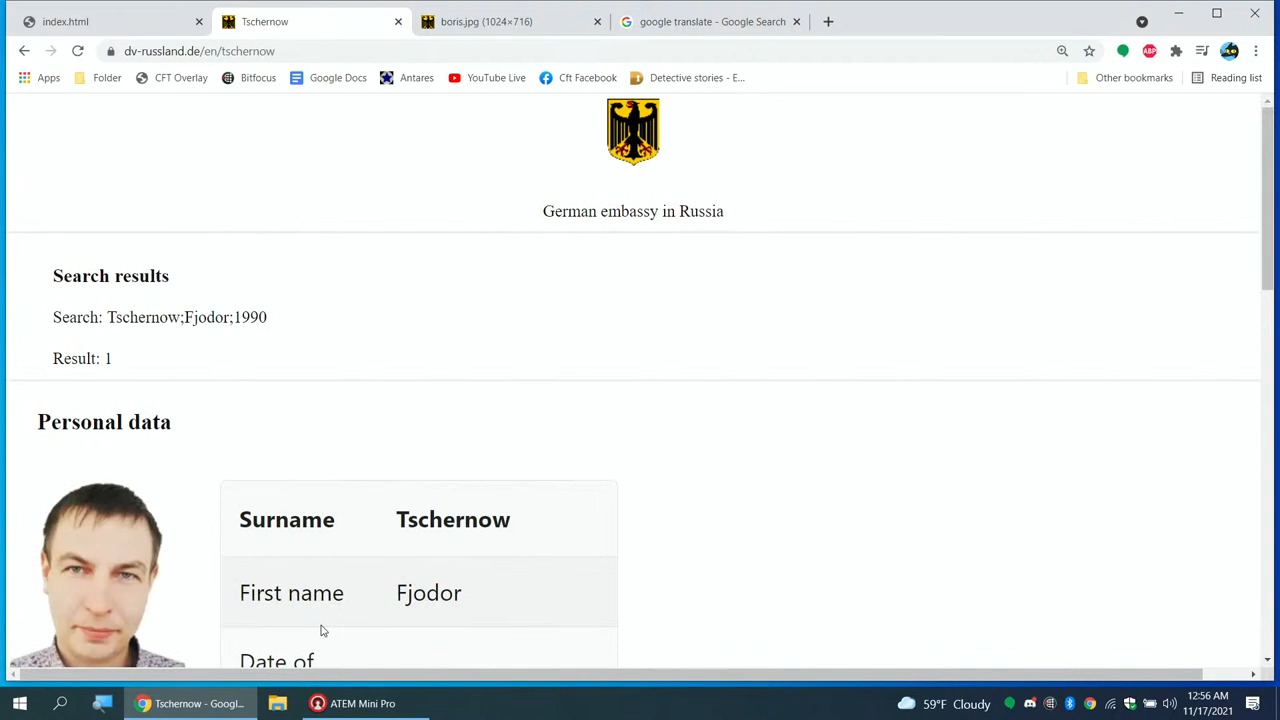 index.html
Tschernow
boris.jpg (1024×716)
google translate - Google Search
dv-russland.de/en/tschernow
ABP
Apps
Folder
CFT Overlay
Bitfocus
Google Docs
Antares
YouTube Live
Cft Facebook
Detective stories - E...
Other bookmarks
Reading list
German embassy in Russia
Search results
Search: Tschernow;Fjodor;1990
Result: 1
Personal data
Surname Tschernow
First name Fjodor
Date of
Tschernow - Googl...
ATEM Mini Pro
59°F Cloudy
12:56 AM
11/17/2021